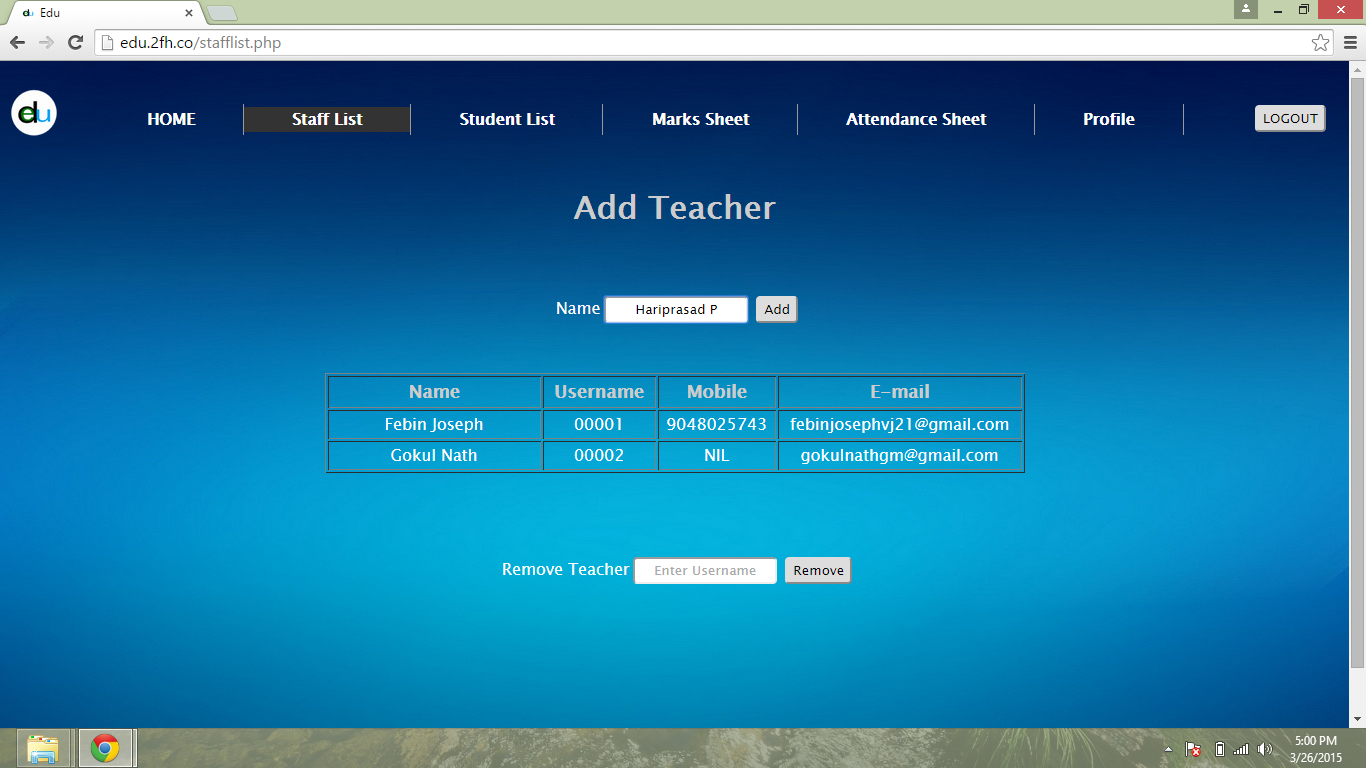 Edu
edu.2fh.co/stafflist.php
edu HOME Staff List Student List Marks Sheet Attendance Sheet Profile LOGOUT
Add Teacher
Name Hariprasad P Add
Name Username Mobile E-mail
Febin Joseph 00001 9048025743 febinjosephvj21@gmail.com
Gokul Nath 00002 NIL gokulnathgm@gmail.com
Remove Teacher Enter Username Remove
5:00 PM
3/26/2015